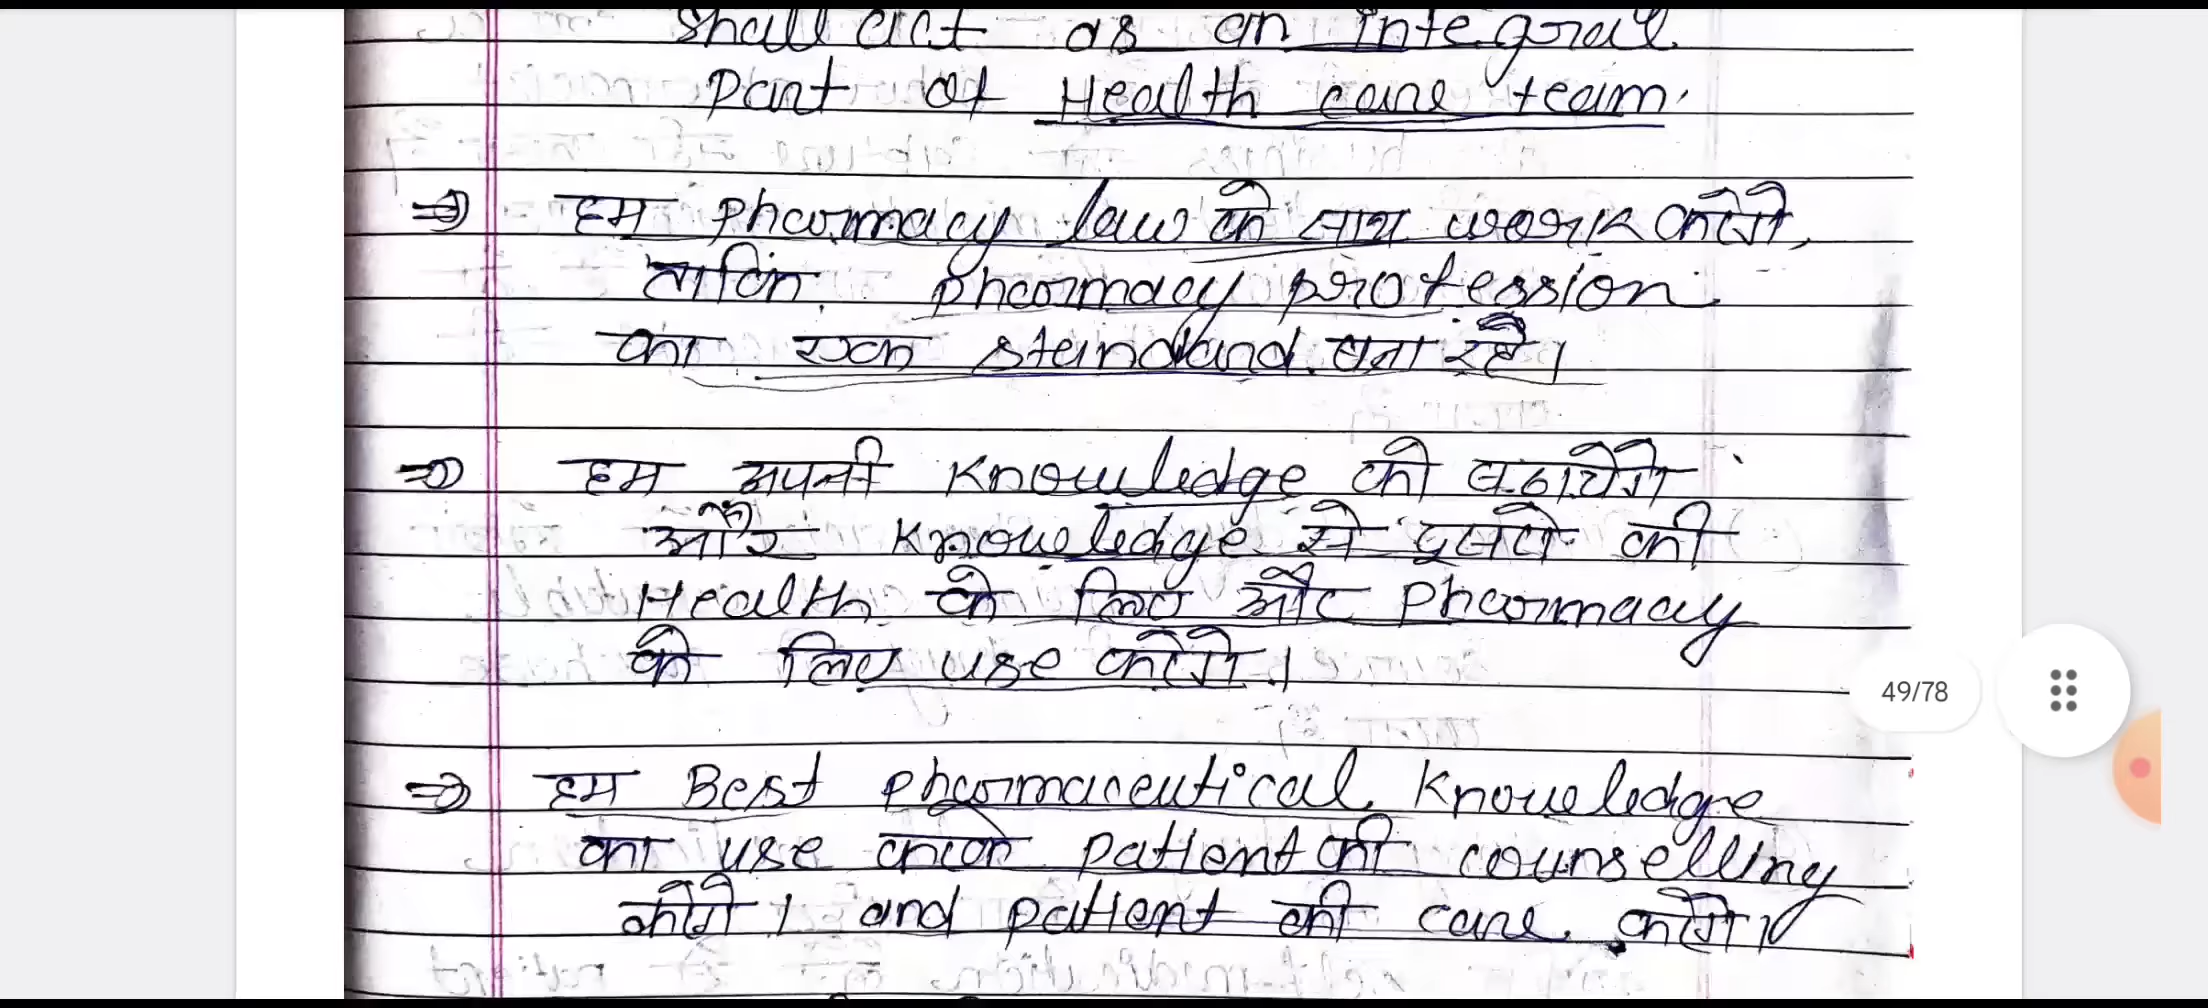 shall act as an integral
part of Health care team.
⇒ हम pharmacy law के साथ work करेंगे,
ताकि pharmacy profession
का एक standard बना रहे।
⇒ हम अपनी knowledge को बढायेंगे
और knowledge से दूसरों की
Health के लिए और pharmacy
के लिए use करेंगे।
49/78
⇒ हम Best pharmaceutical knowledge
का use करके patient की counselling
करेंगे। and patient की care करेंगे।